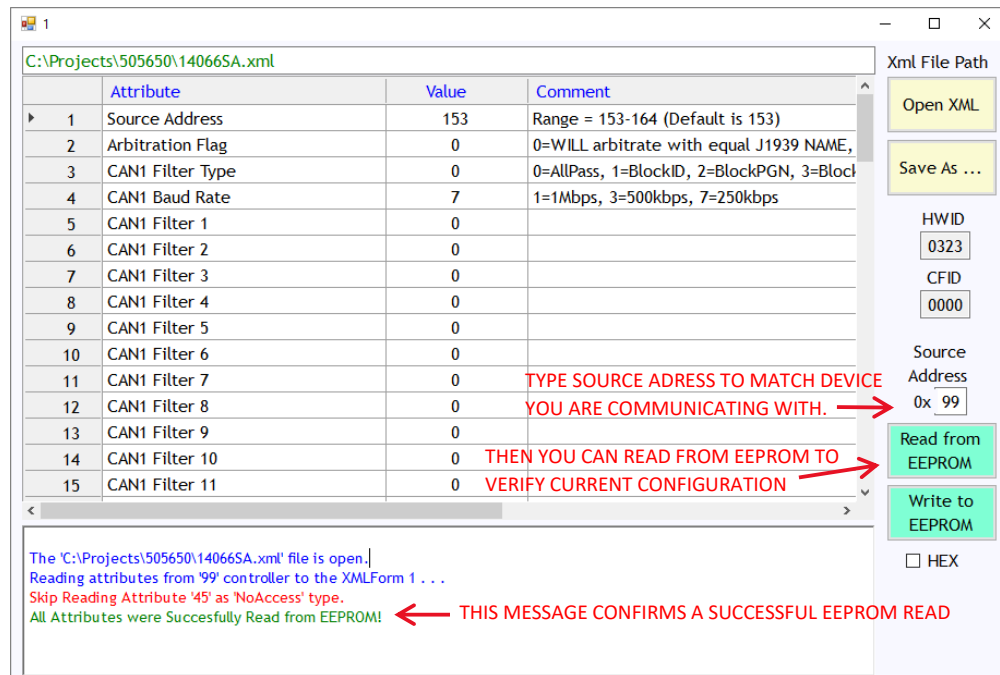 1
C:\Projects\505650\14066SA.xml
Xml File Path
Attribute Value Comment
1 Source Address 153 Range = 153-164 (Default is 153)
2 Arbitration Flag 0 0=WILL arbitrate with equal J1939 NAME,
3 CAN1 Filter Type 0 0=AllPass, 1=BlockID, 2=BlockPGN, 3=Block
4 CAN1 Baud Rate 7 1=1Mbps, 3=500kbps, 7=250kbps
5 CAN1 Filter 1 0
6 CAN1 Filter 2 0
7 CAN1 Filter 3 0
8 CAN1 Filter 4 0
9 CAN1 Filter 5 0
10 CAN1 Filter 6 0
11 CAN1 Filter 7 0
12 CAN1 Filter 8 0
13 CAN1 Filter 9 0
14 CAN1 Filter 10 0
15 CAN1 Filter 11 0
Open XML
Save As ...
HWID
0323
CFID
0000
Source
Address
0x 99
TYPE SOURCE ADRESS TO MATCH DEVICE
YOU ARE COMMUNICATING WITH.
Read from
EEPROM
THEN YOU CAN READ FROM EEPROM TO
VERIFY CURRENT CONFIGURATION
Write to
EEPROM
HEX
The 'C:\Projects\505650\14066SA.xml' file is open.
Reading attributes from '99' controller to the XMLForm 1 . . .
Skip Reading Attribute '45' as 'NoAccess' type.
All Attributes were Succesfully Read from EEPROM!
THIS MESSAGE CONFIRMS A SUCCESSFUL EEPROM READ